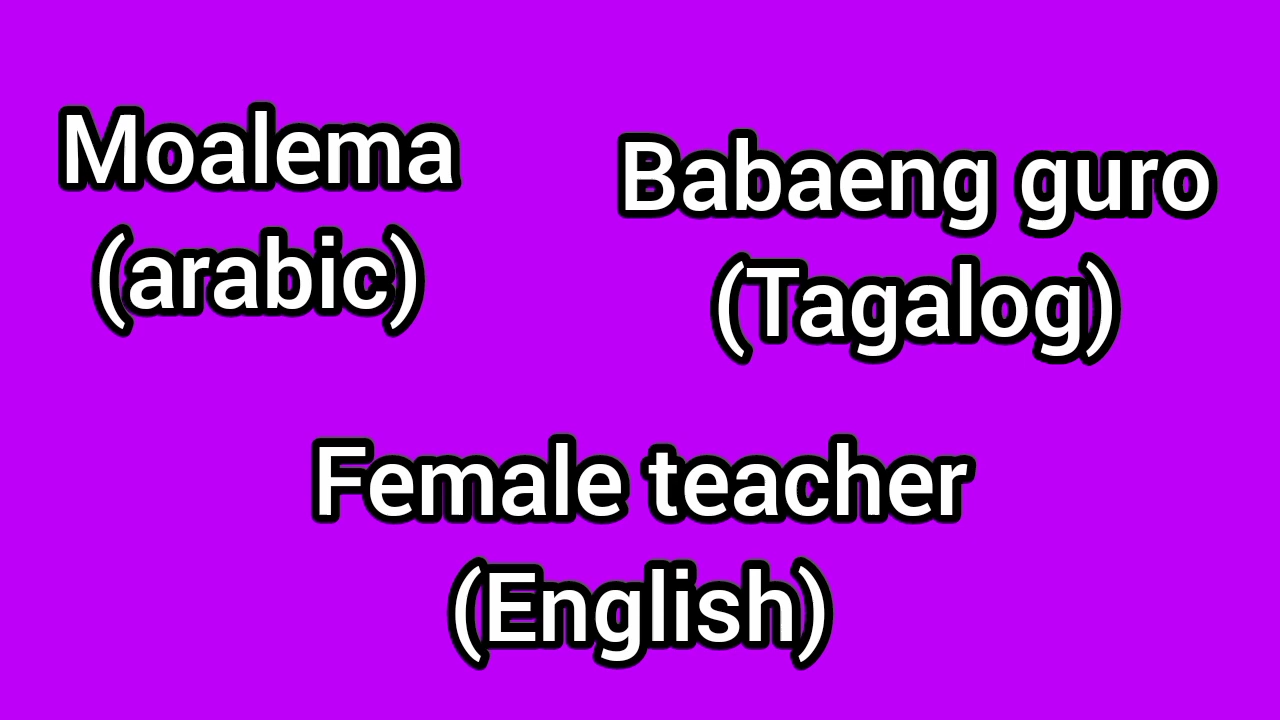 Moalema
(arabic)
Babaeng guro
(Tagalog)
Female teacher
(English)